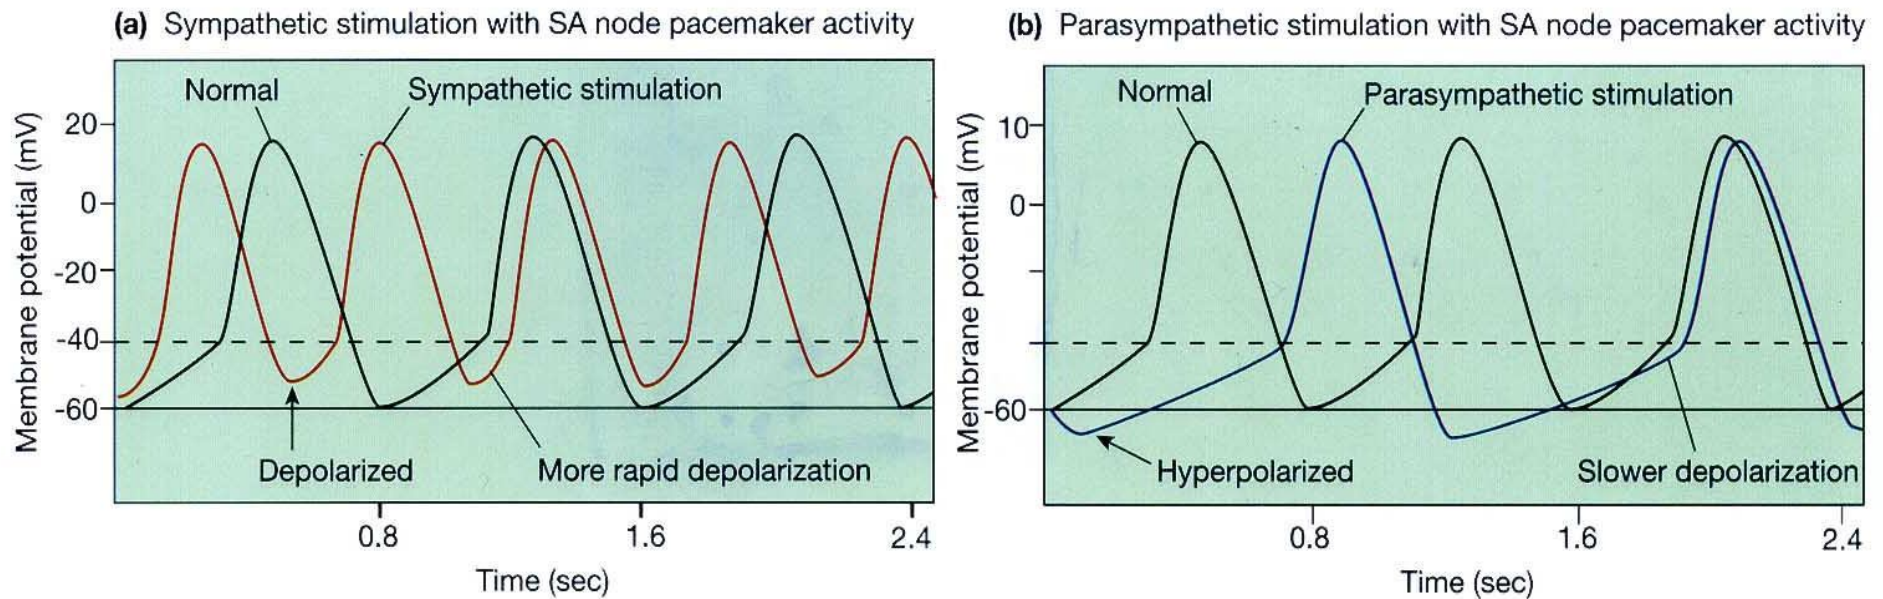 (a) Sympathetic stimulation with SA node pacemaker activity
Normal
Sympathetic stimulation
Membrane potential (mV)
20
0
-20
-40
-60
Depolarized
More rapid depolarization
0.8
1.6
2.4
Time (sec)
(b) Parasympathetic stimulation with SA node pacemaker activity
Normal
Parasympathetic stimulation
Membrane potential (mV)
10
0
-60
Hyperpolarized
Slower depolarization
0.8
1.6
2.4
Time (sec)